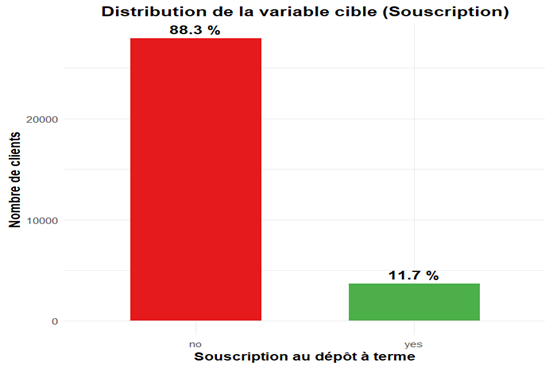 Distribution de la variable cible (Souscription)
88.3 %
11.7 %
Nombre de clients
20000
10000
0
no
yes
Souscription au dépôt à terme